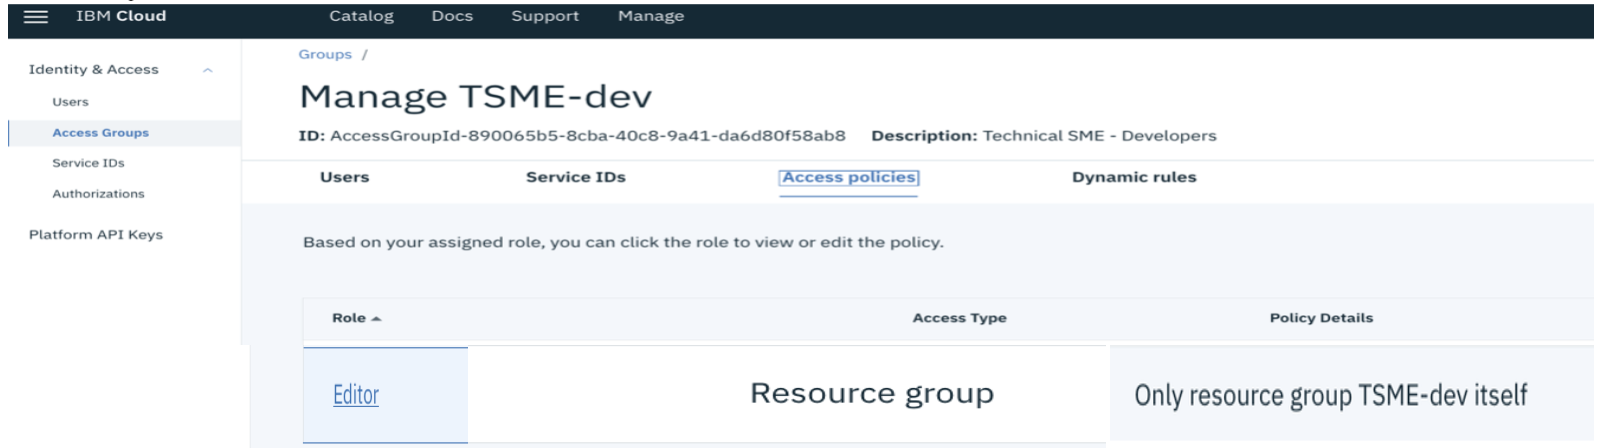 IBM Cloud Catalog Docs Support Manage
Identity & Access
Users
Access Groups
Service IDs
Authorizations
Platform API Keys
Groups /
Manage TSME-dev
ID: AccessGroupId-890065b5-8cba-40c8-9a41-da6d80f58ab8 Description: Technical SME - Developers
Users Service IDs Access policies Dynamic rules
Based on your assigned role, you can click the role to view or edit the policy.
Role Access Type Policy Details
Editor Resource group Only resource group TSME-dev itself